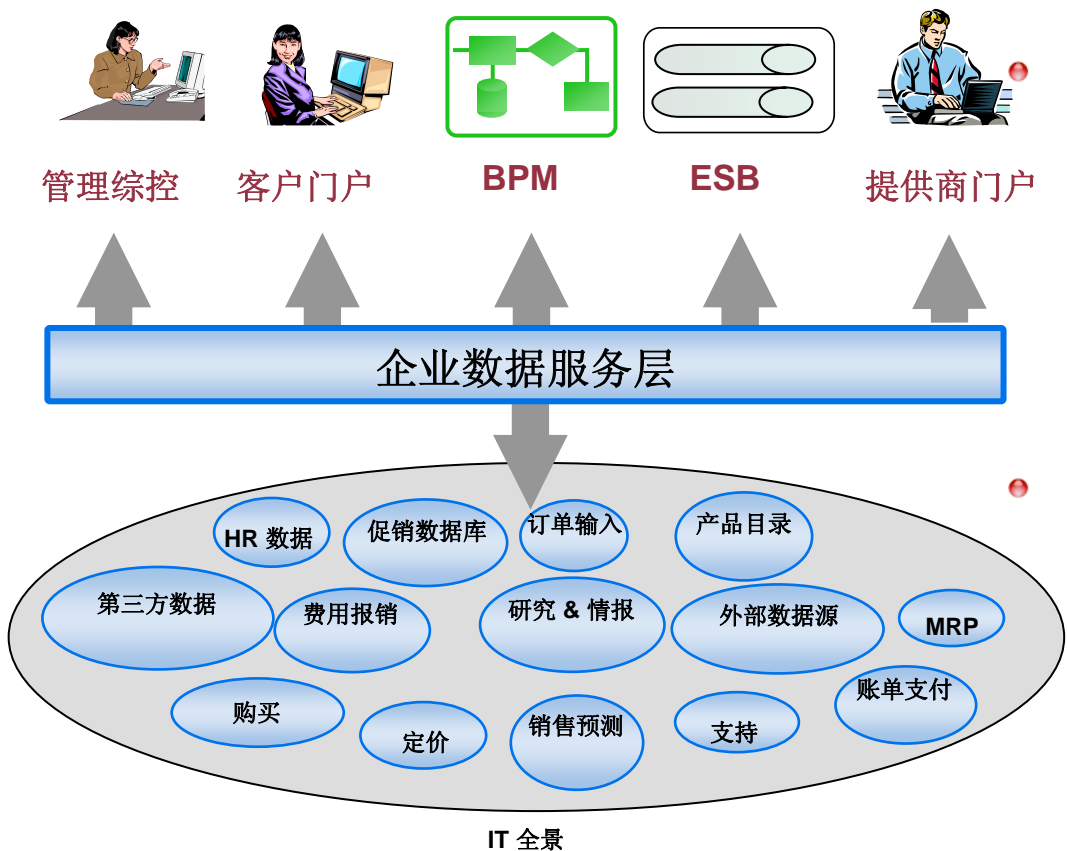 管理综控
客户门户
BPM
ESB
提供商门户
企业数据服务层
HR 数据
促销数据库
订单输入
产品目录
第三方数据
费用报销
研究 & 情报
外部数据源
MRP
购买
定价
销售预测
支持
账单支付
IT 全景